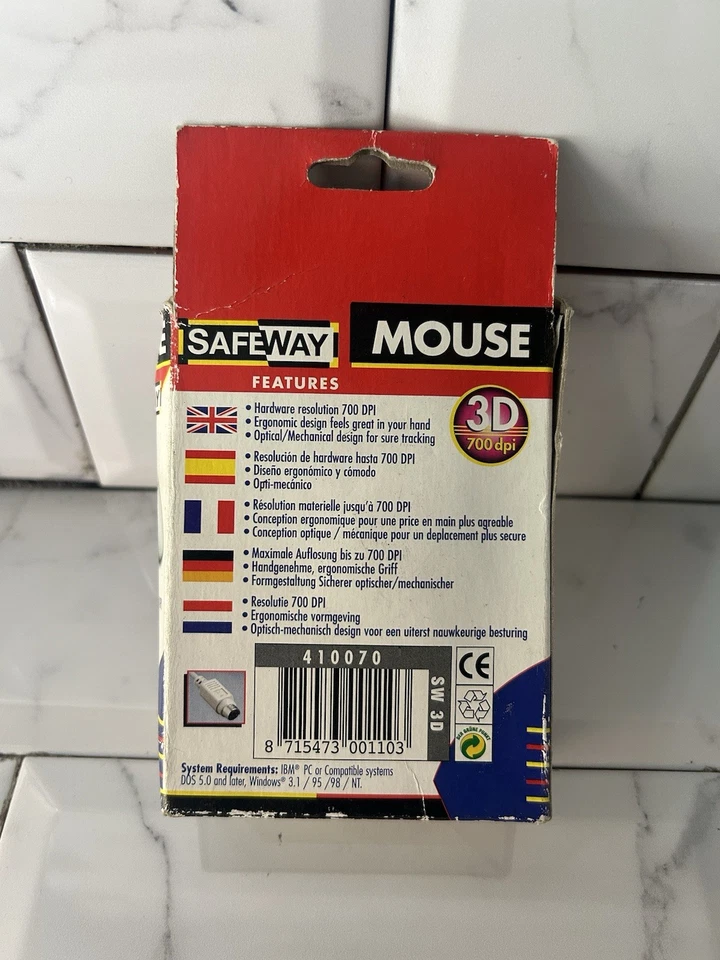 SAFEWAY MOUSE
FEATURES
• Hardware resolution 700 DPI
• Ergonomic design feels great in your hand
• Optical/Mechanical design for sure tracking
3D
700 dpi
• Resolución de hardware hasta 700 DPI
• Diseño ergonómico y cómodo
• Opti-mecánico
• Résolution materielle jusqu'à 700 DPI
• Conception ergonomique pour une price en main plus agreable
• Conception optique / mécanique pour un deplacement plus secure
• Maximale Auflosung bis zu 700 DPI
• Handgenehme, ergonomische Griff
• Formgestaltung Sicherer optischer/mechanischer
• Resolutie 700 DPI
• Ergonomische vormgeving
• Optisch-mechanisch design voor een uiterst nauwkeurige besturing
410070
SW 3D
8 715473 001103
CE
DER GRÜNE PUNKT
System Requirements: IBM® PC or Compatible systems
DOS 5.0 and later, Windows® 3.1 / 95 /98 / NT.